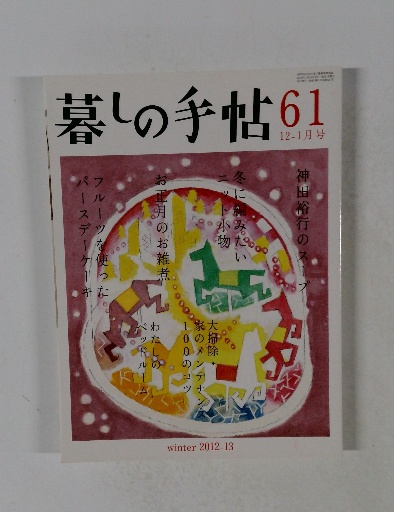 暮しの手帖 61
12-1月号
神田裕行のスープ
冬に編みたい
ニット小物
お正月のお雑煮
フルーツを使った
バースデーケーキ
大掃除・
家のメンテナンス
100のコツ
わたしの
ベッドルーム
winter 2012-13